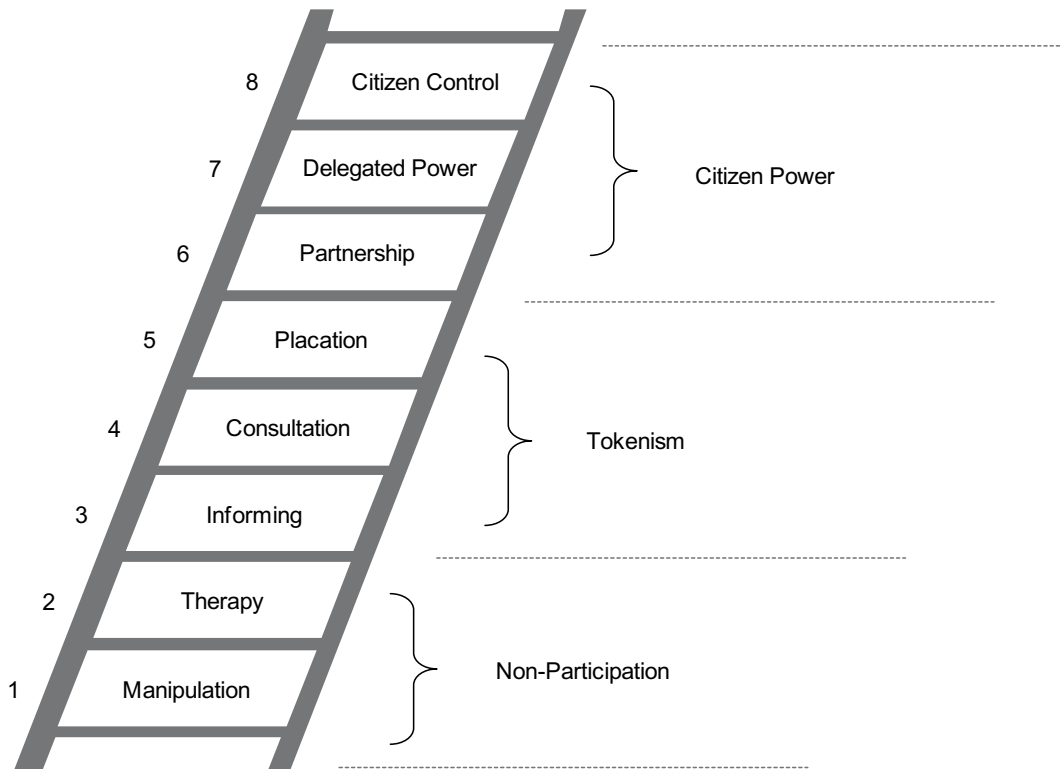 8 Citizen Control
7 Delegated Power
Citizen Power
6 Partnership
5 Placation
4 Consultation
Tokenism
3 Informing
2 Therapy
Non-Participation
1 Manipulation